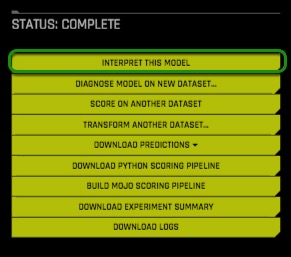 STATUS: COMPLETE
INTERPRET THIS MODEL
DIAGNOSE MODEL ON NEW DATASET...
SCORE ON ANOTHER DATASET
TRANSFORM ANOTHER DATASET...
DOWNLOAD PREDICTIONS
DOWNLOAD PYTHON SCORING PIPELINE
BUILD MOJO SCORING PIPELINE
DOWNLOAD EXPERIMENT SUMMARY
DOWNLOAD LOGS